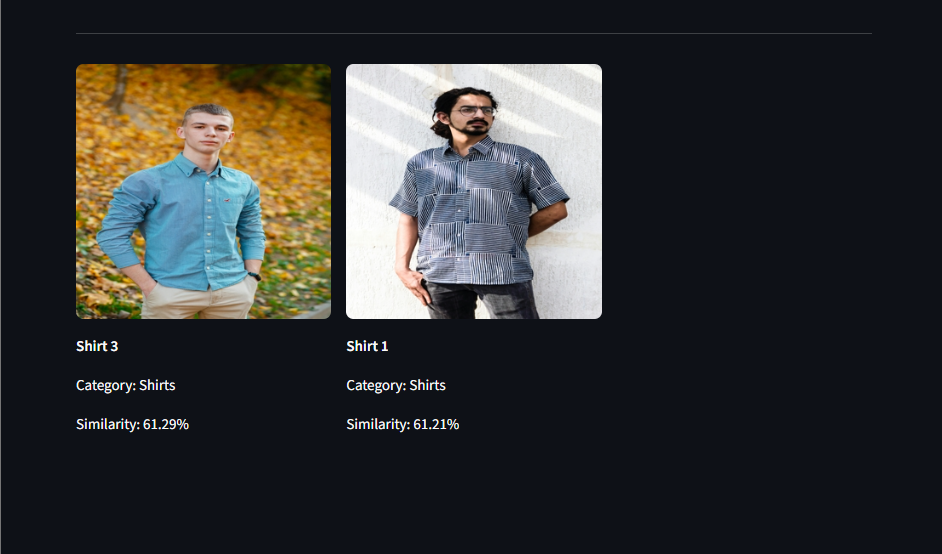 Shirt 3
Category: Shirts
Similarity: 61.29%
Shirt 1
Category: Shirts
Similarity: 61.21%